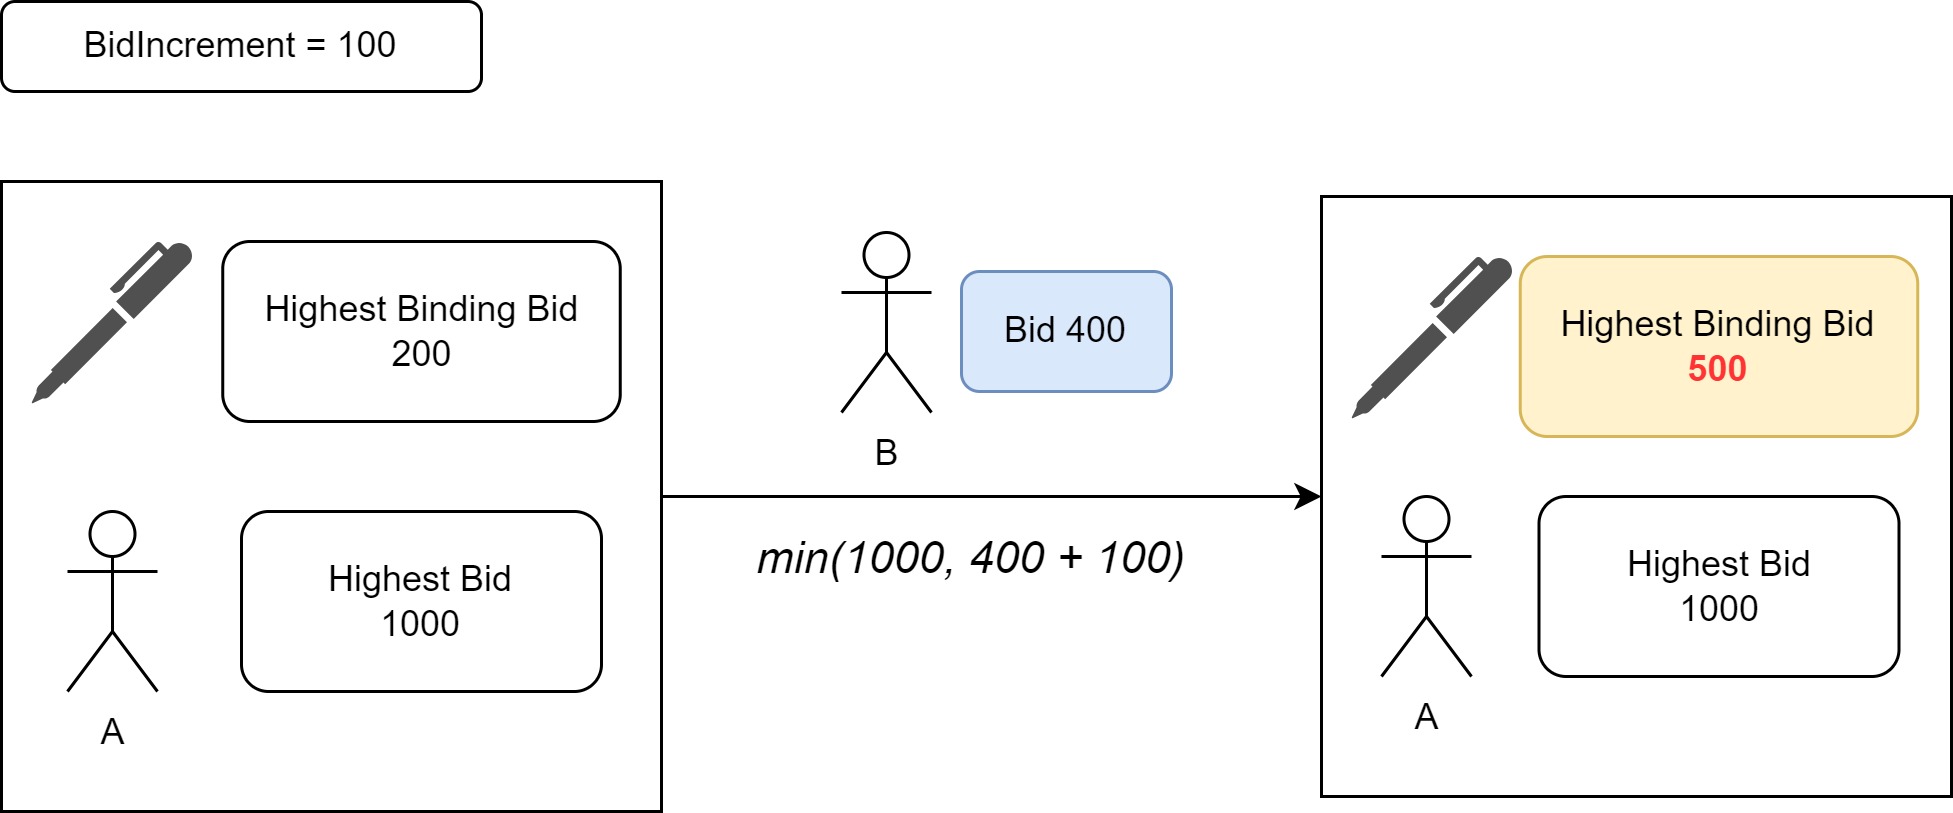 BidIncrement = 100
Highest Binding Bid
200
Highest Bid
1000
A
Bid 400
B
min(1000, 400 + 100)
Highest Binding Bid
500
Highest Bid
1000
A